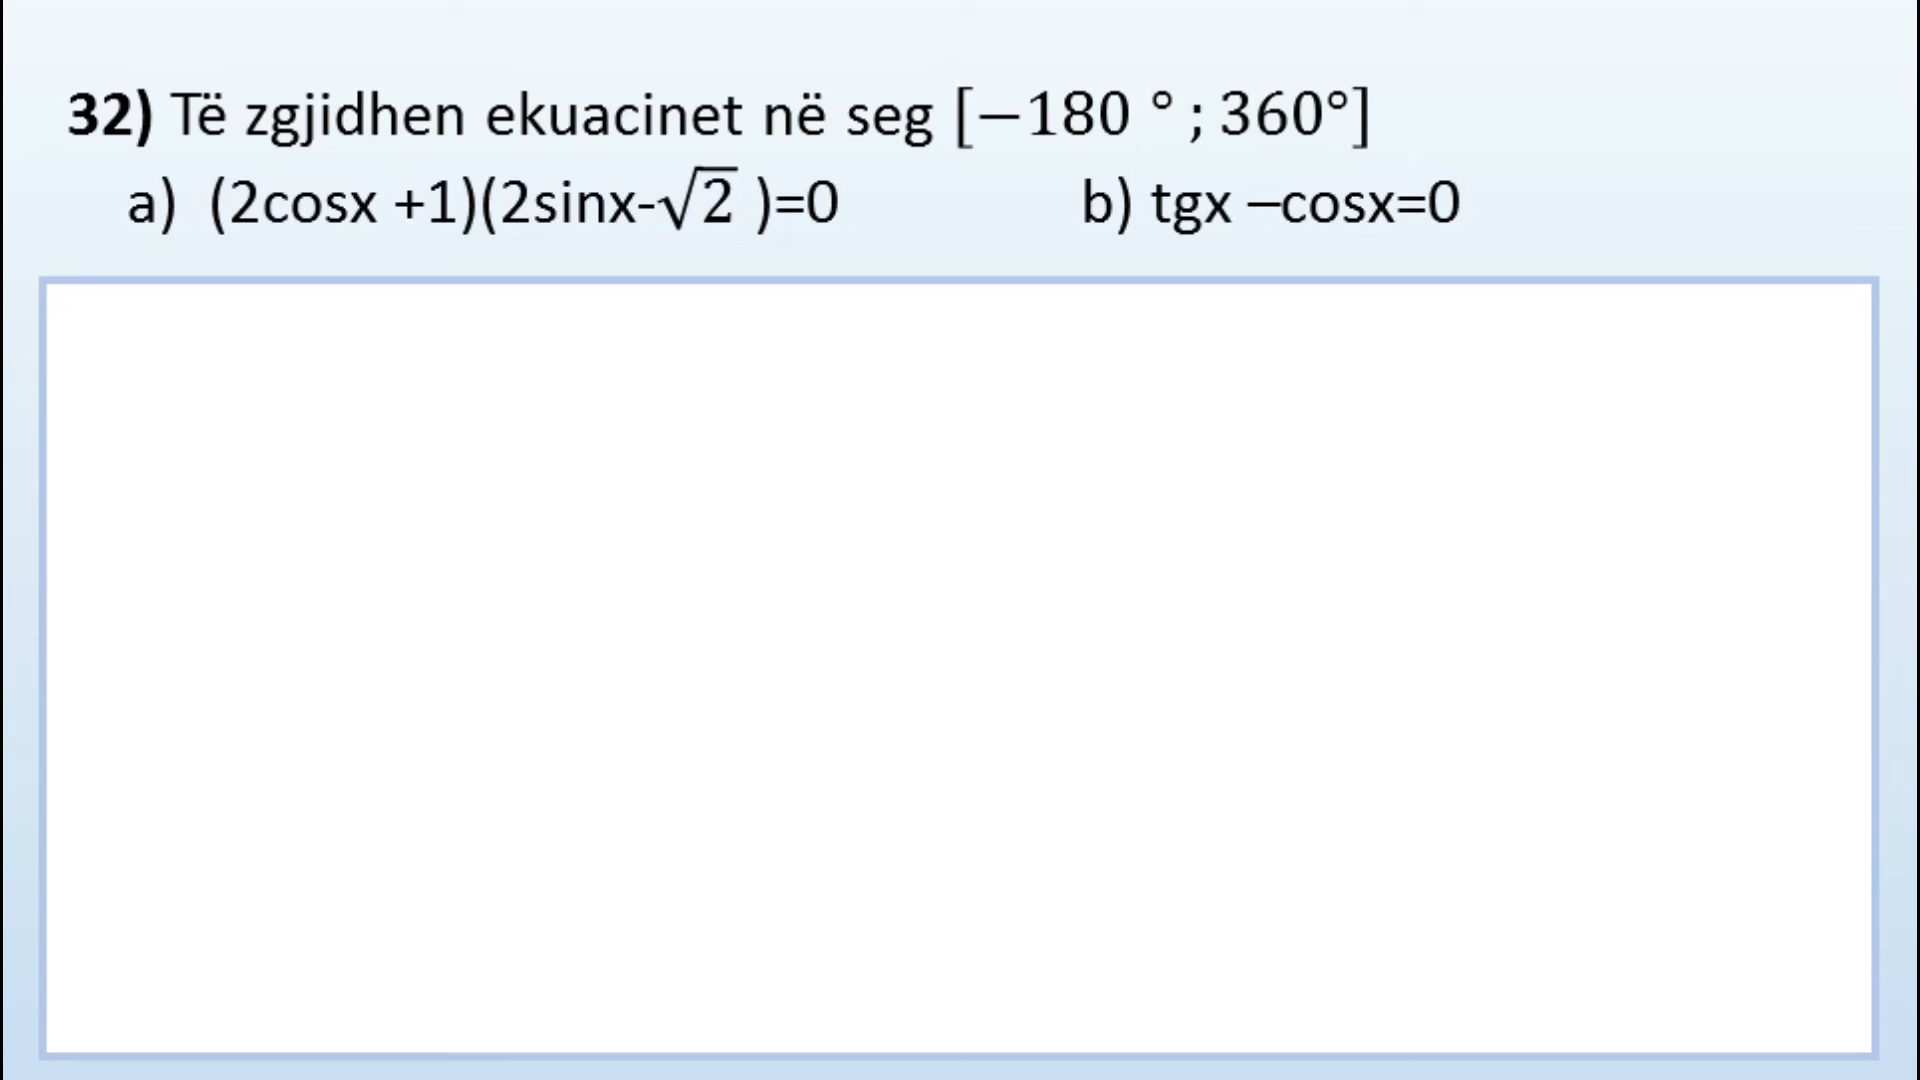 32) Të zgjidhen ekuacinet në seg [−180 ° ; 360°]
a) (2cosx +1)(2sinx-√2 )=0 b) tgx –cosx=0